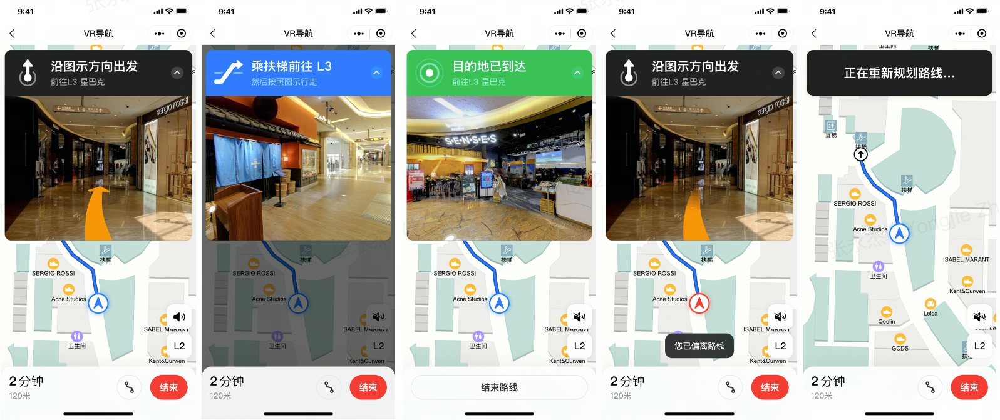 9:41
VR导航
沿图示方向出发
前往L3 星巴克
sergio rossi
扶梯
SERGIO ROSSI
Acne Studios
ISABEL MARANT
卫生间
L2
Kent&Curwen
2 分钟
120米
结束
9:41
VR导航
乘扶梯前往 L3
然后按照图示行走
扶梯
SERGIO ROSSI
Acne Studios
ISABEL MARANT
卫生间
L2
Kent&Curwen
2 分钟
120米
结束
9:41
VR导航
目的地已到达
前往L3 星巴克
SENSES
扶梯
SERGIO ROSSI
Acne Studios
ISABEL MARANT
卫生间
L2
Kent&Curwen
结束路线
9:41
VR导航
沿图示方向出发
前往L3 星巴克
sergio rossi
扶梯
SERGIO ROSSI
Acne Studios
ISABEL MARANT
您已偏离路线
L2
Kent&Curwen
2 分钟
120米
结束
9:41
VR导航
卫生间
扶梯
正在重新规划路线...
直梯
扶梯
扶梯
SERGIO ROSSI
Acne Studios
ISABEL MARANT
卫生间
Kent&Curwen
Leica
Qeelin
L2
GCDS
扶梯
2 分钟
120米
结束